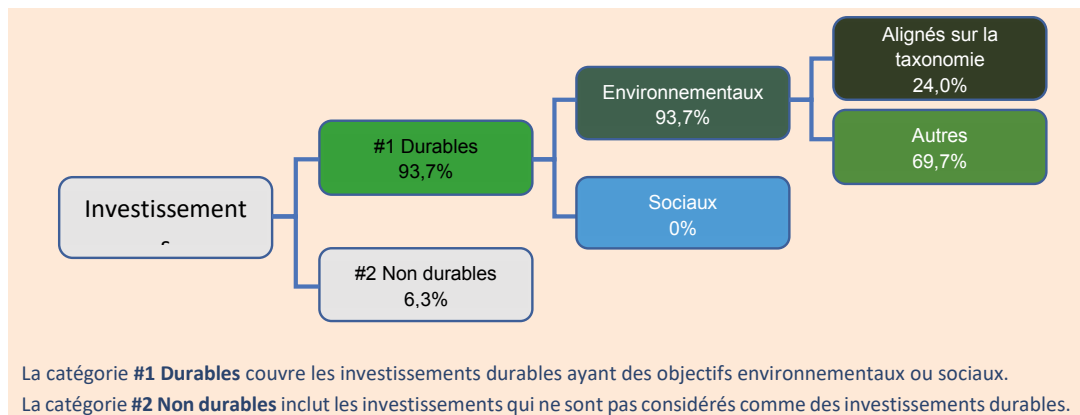 Alignés sur la
taxonomie
24,0%
Environnementaux
93,7%
Autres
69,7%
#1 Durables
93,7%
Investissement
Sociaux
0%
#2 Non durables
6,3%
La catégorie #1 Durables couvre les investissements durables ayant des objectifs environnementaux ou sociaux.
La catégorie #2 Non durables inclut les investissements qui ne sont pas considérés comme des investissements durables.